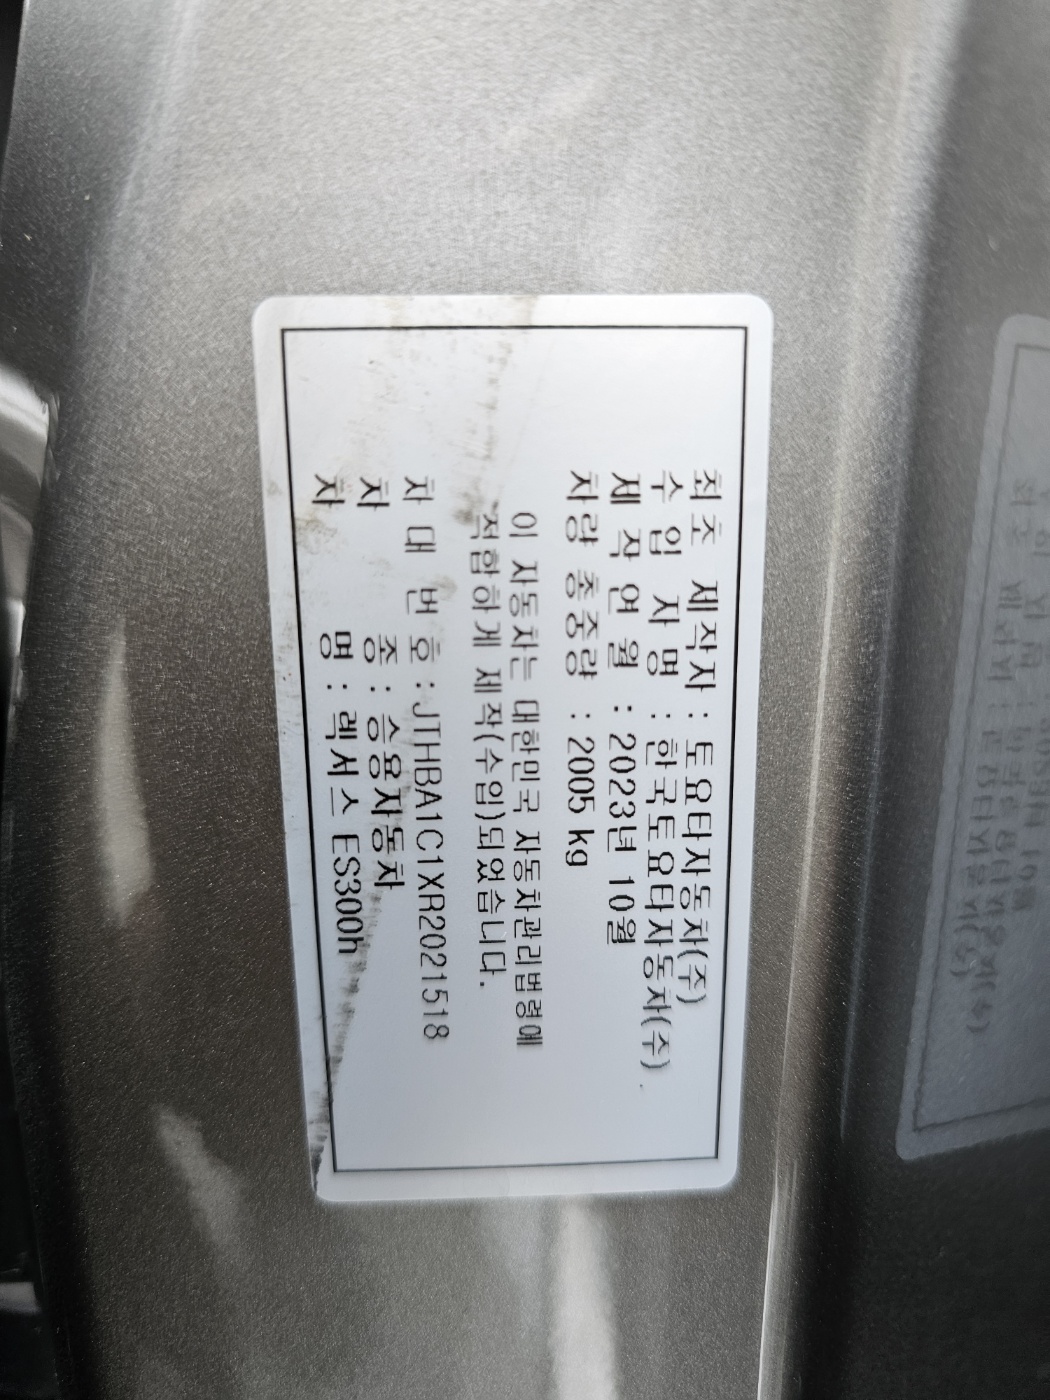 최초 제작자 : 토요타자동차(주)
수 입 자 명 : 한국토요타자동차(주)
제 작 연 월 : 2023년 10월
차량 총중량 : 2005 kg
이 자동차는 대한민국 자동차관리법령에
적합하게 제작(수입)되었습니다.
차 대 번 호 : JTHBA1C1XR2021518
차 종 : 승용자동차
차 명 : 렉서스 ES300h